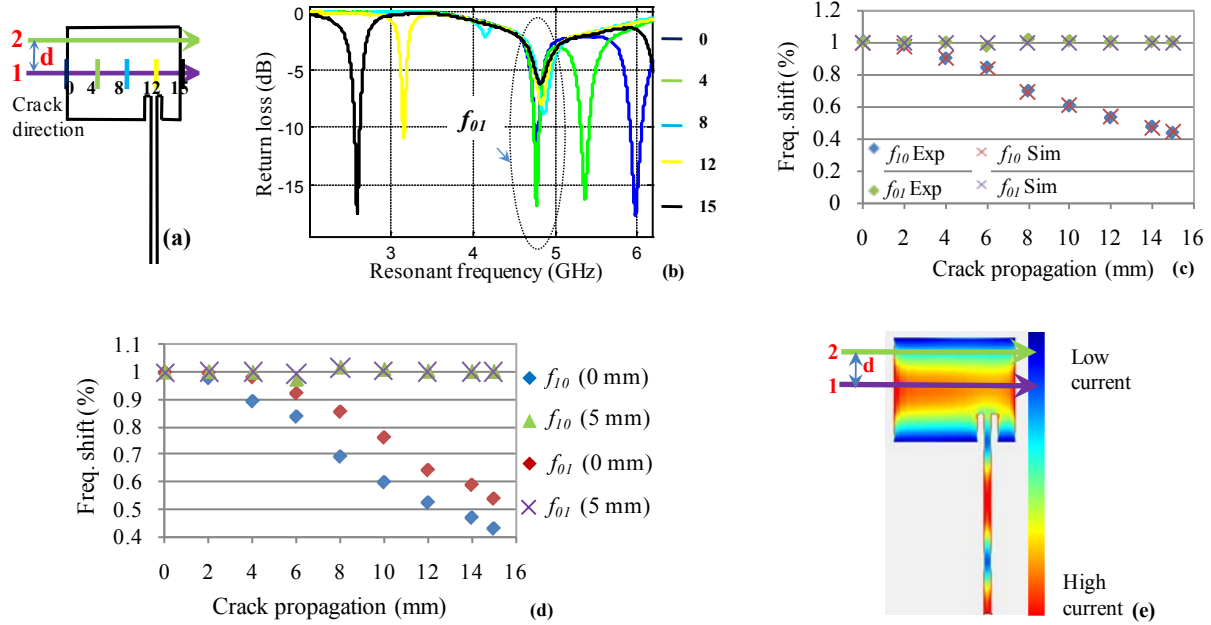 2
d
1
0 4 8 12 15
Crack
direction
(a)
Return loss (dB)
0
−5
−10
−15
f01
0
4
8
12
15
3 4 5 6
Resonant frequency (GHz)
(b)
Freq. shift (%)
1.2
1
0.8
0.6
0.4
0.2
0
f10 Exp f10 Sim
f01 Exp f01 Sim
0 2 4 6 8 10 12 14 16
Crack propagation (mm)
(c)
Freq. shift (%)
1.1
1
0.9
0.8
0.7
0.6
0.5
0.4
f10 (0 mm)
f10 (5 mm)
f01 (0 mm)
f01 (5 mm)
0 2 4 6 8 10 12 14 16
Crack propagation (mm)
(d)
2
d
1
Low
current
High
current
(e)